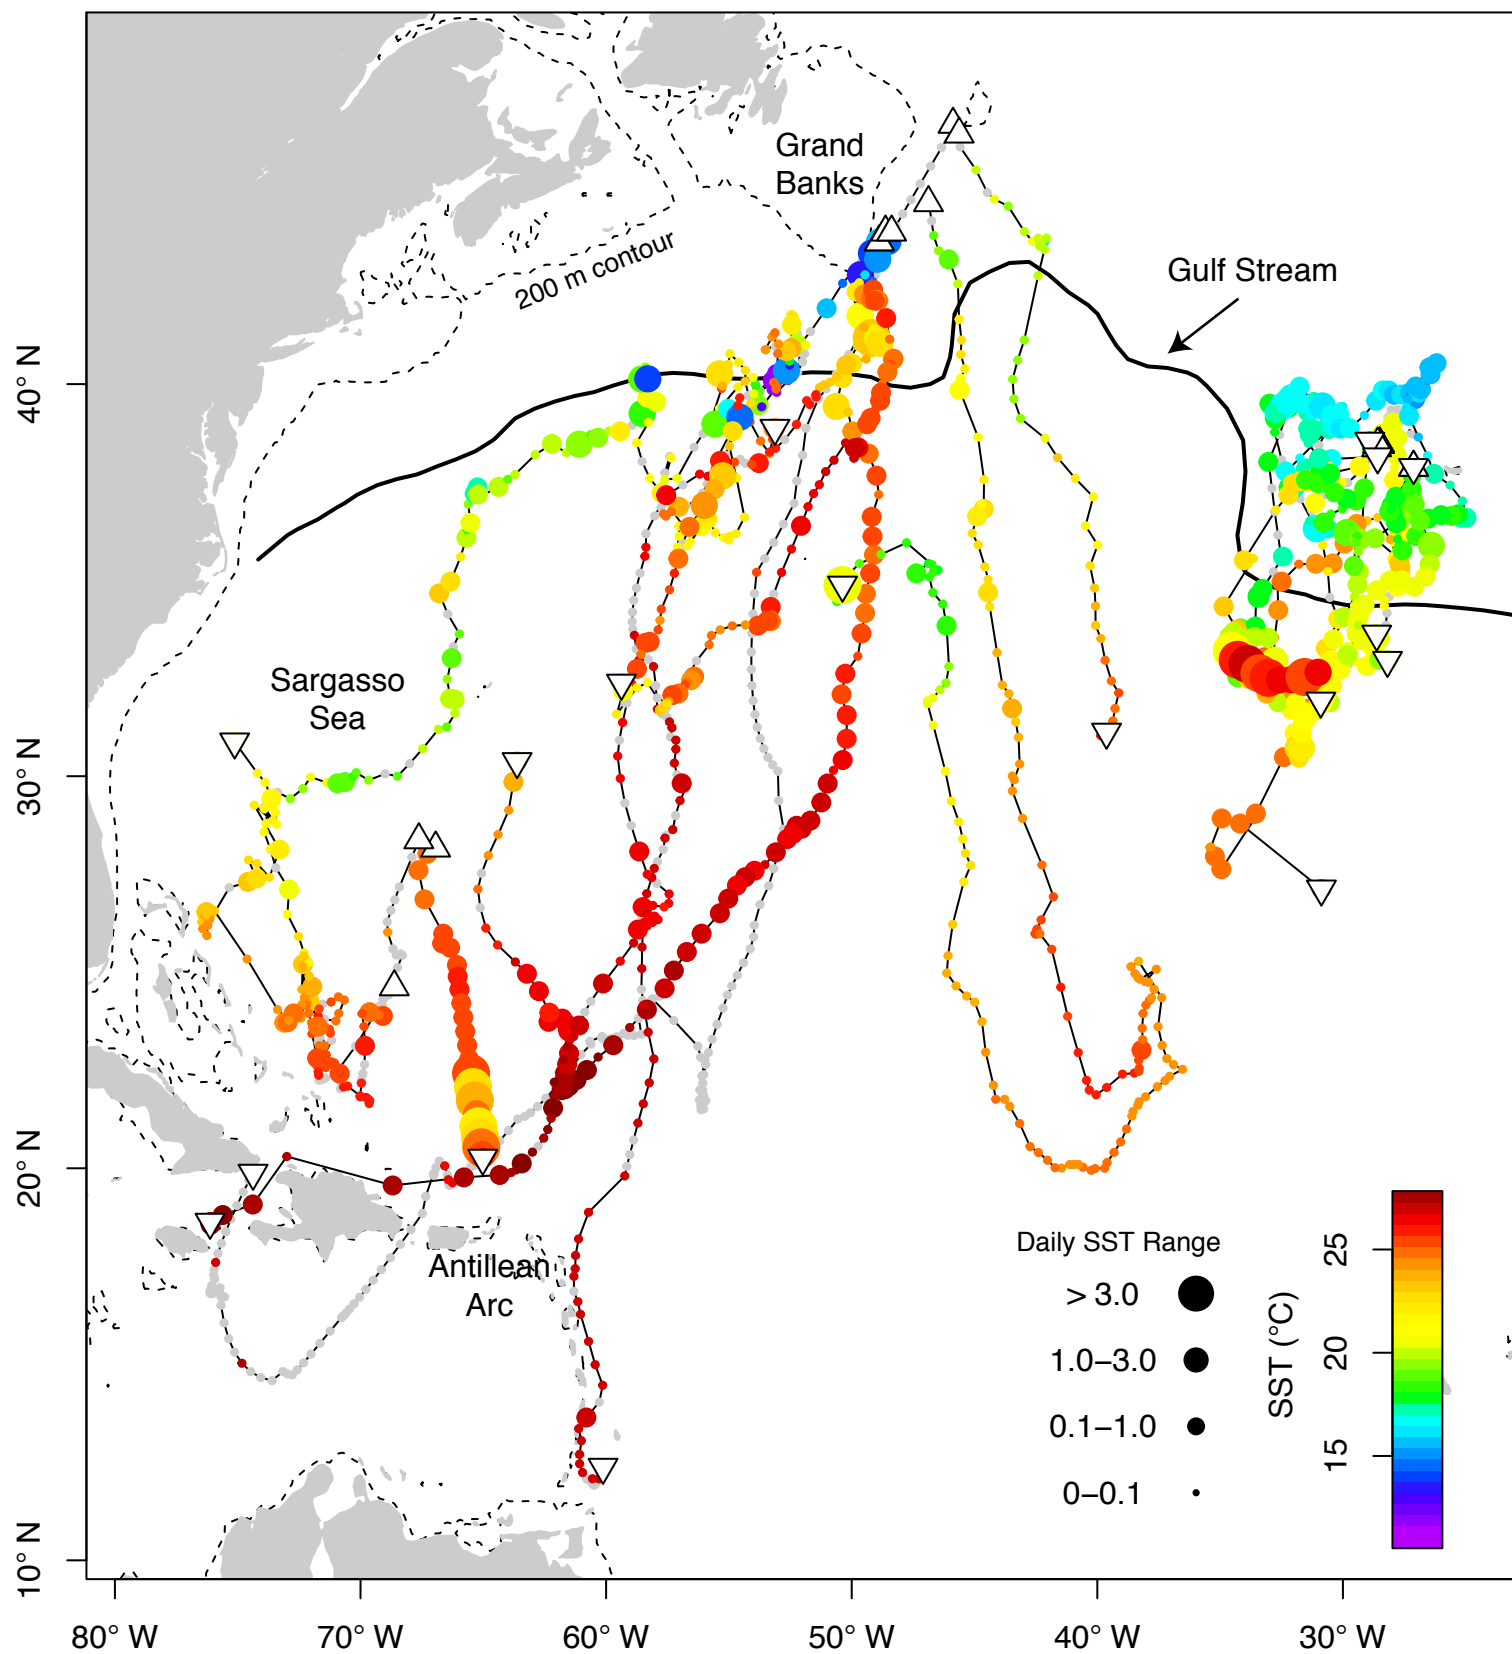 Grand
Banks
200 m contour
Gulf Stream
40° N
Sargasso
Sea
30° N
20° N
Antillean
Arc
Daily SST Range
> 3.0
1.0–3.0
0.1–1.0
0–0.1
SST (°C)
25
20
15
10° N
80° W
70° W
60° W
50° W
40° W
30° W